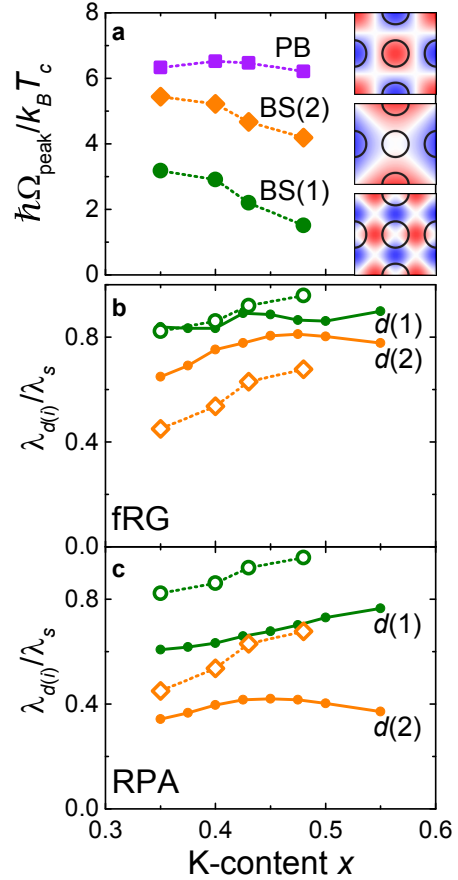 a
PB
BS(2)
BS(1)
ℏΩpeak/kBTc
8
6
4
2
0
b
d(1)
d(2)
fRG
λd(i)/λs
0.8
0.4
0.0
c
d(1)
d(2)
RPA
λd(i)/λs
0.8
0.4
0.0
0.3 0.4 0.5 0.6
K-content x